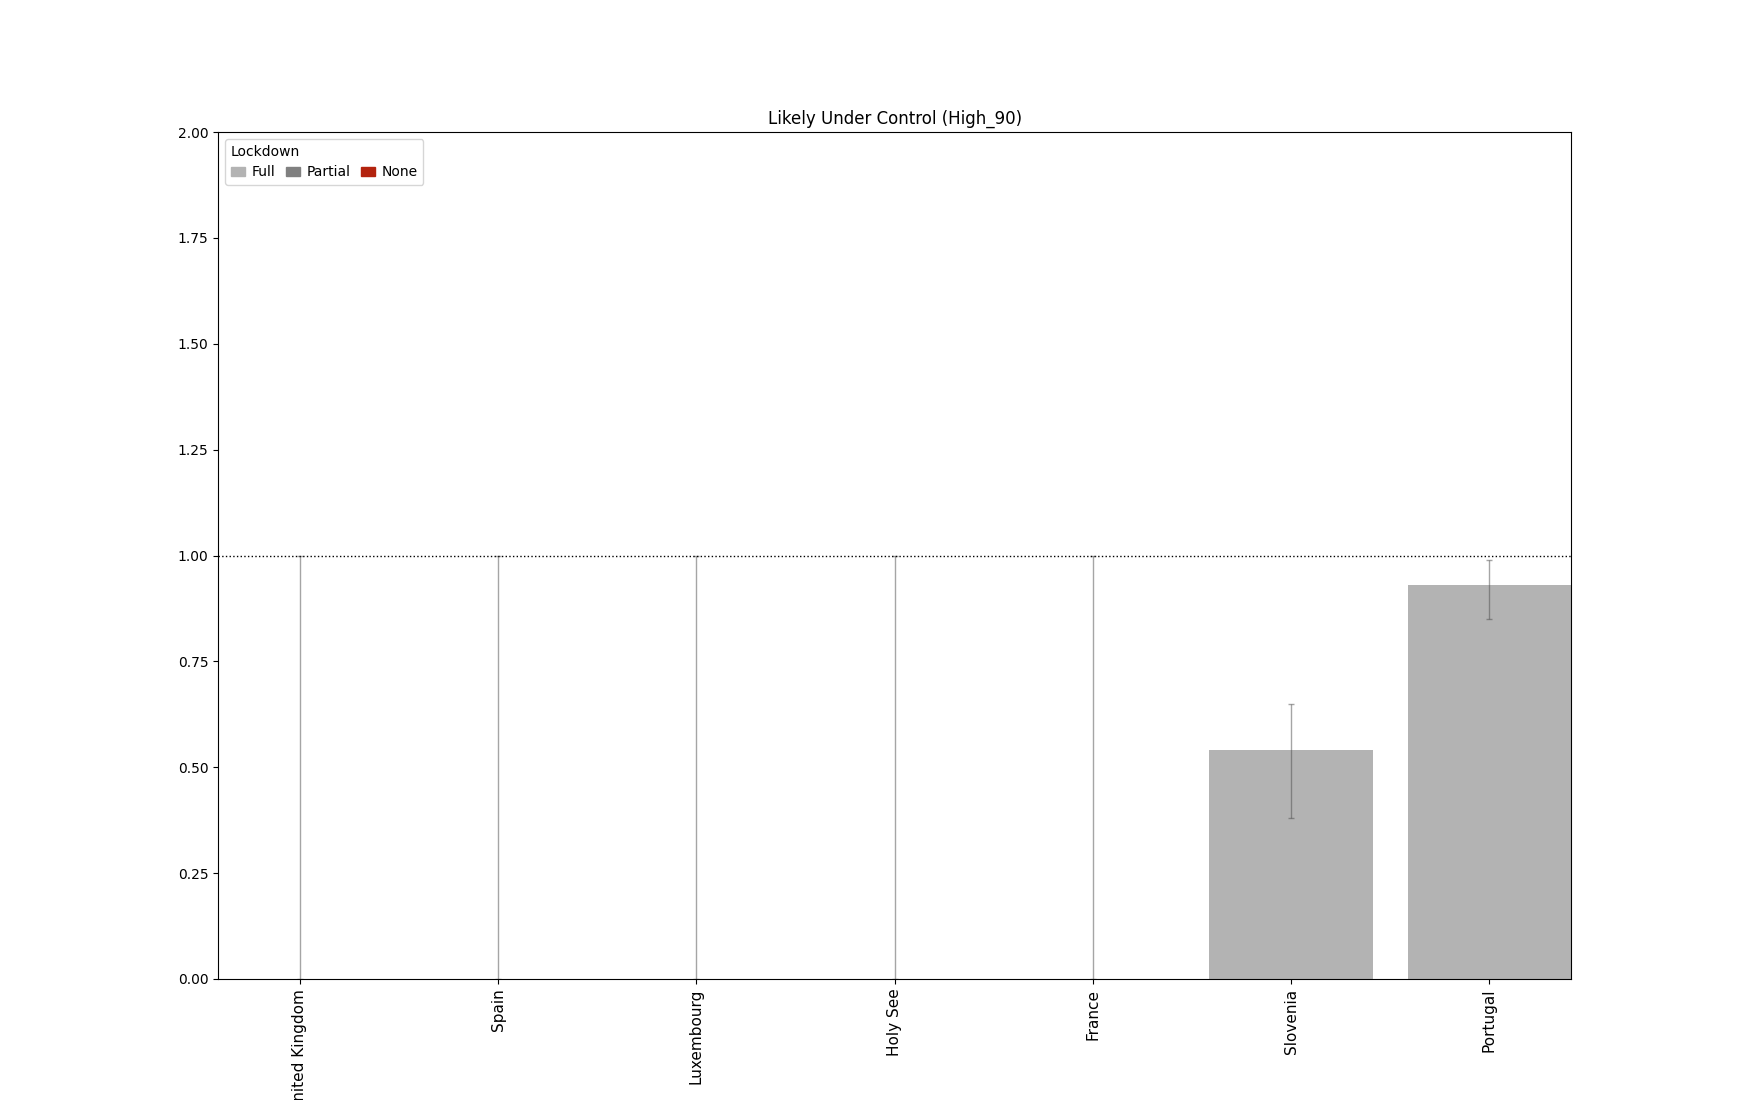 Likely Under Control (High_90)
2.00
Lockdown
Full Partial None
1.75
1.50
1.25
1.00
0.75
0.50
0.25
0.00
nited Kingdom
Spain
Luxembourg
Holy See
France
Slovenia
Portugal